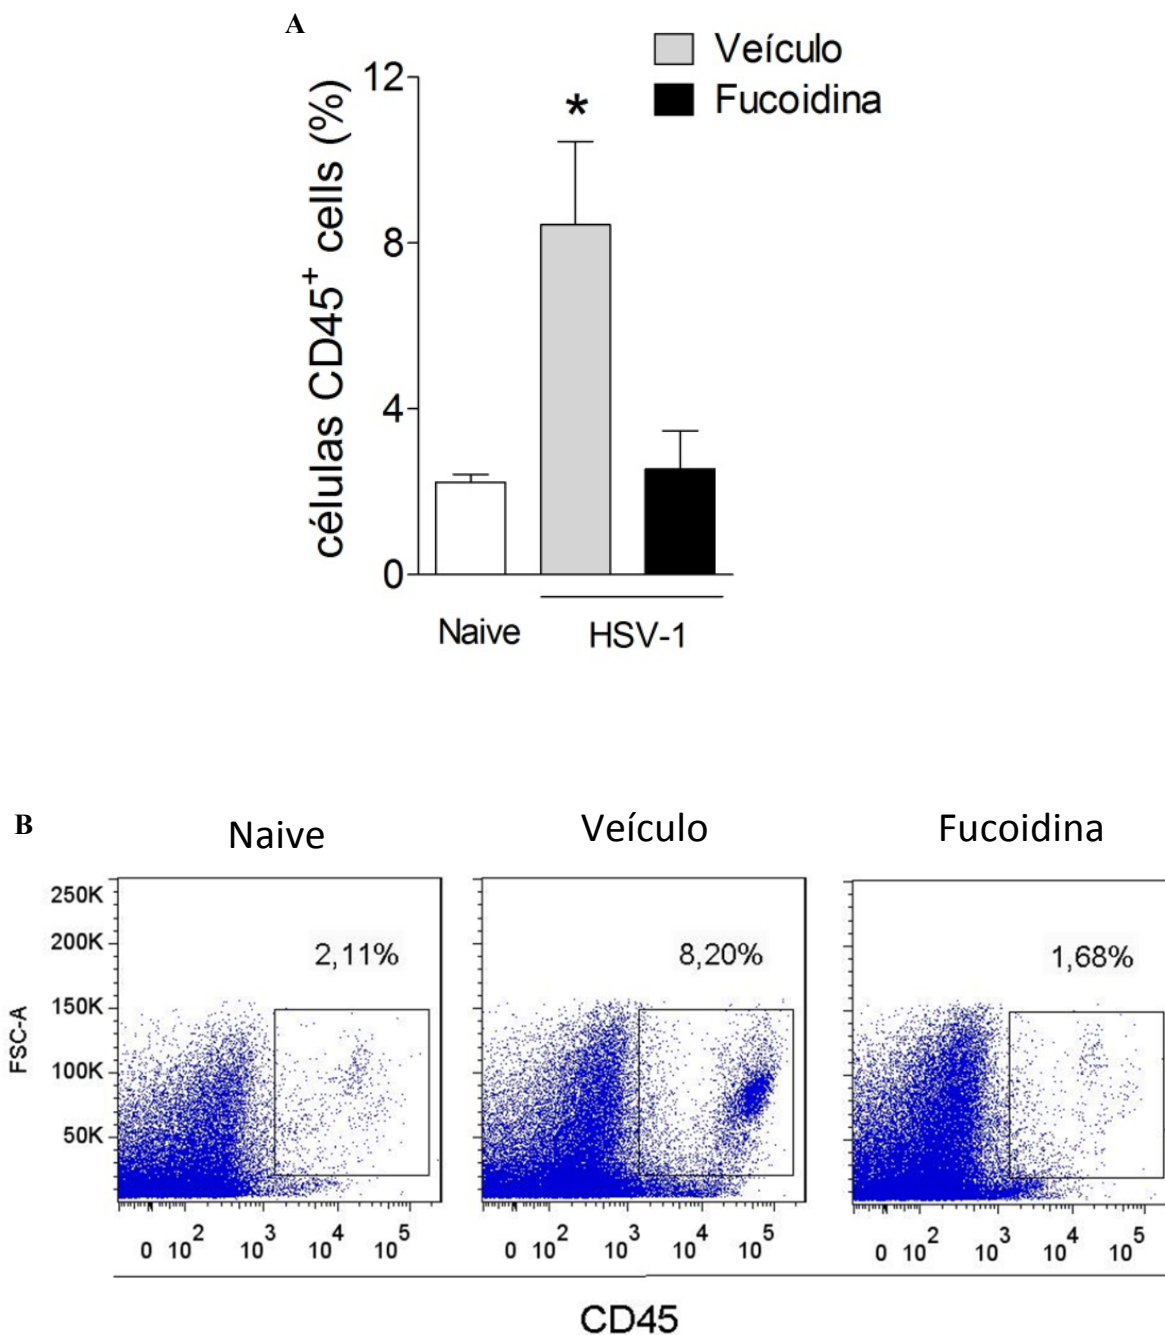 A
Veículo
Fucoidina
células CD45+ cells (%)
12
8
4
0
*
Naive
HSV-1
B
Naive
Veículo
Fucoidina
FSC-A
250K
200K
150K
100K
50K
2,11%
8,20%
1,68%
0 10^2 10^3 10^4 10^5
0 10^2 10^3 10^4 10^5
0 10^2 10^3 10^4 10^5
CD45